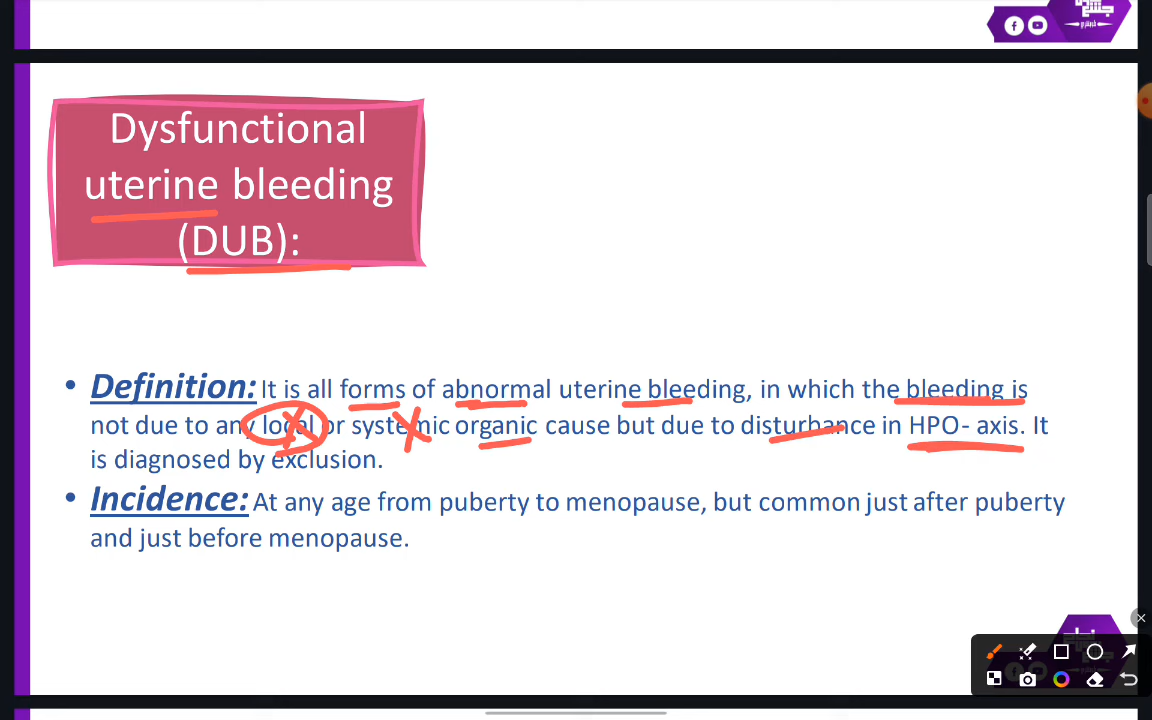 Dysfunctional
uterine bleeding
(DUB):
• Definition: It is all forms of abnormal uterine bleeding, in which the bleeding is
not due to any local or systemic organic cause but due to disturbance in HPO- axis. It
is diagnosed by exclusion.
• Incidence: At any age from puberty to menopause, but common just after puberty
and just before menopause.